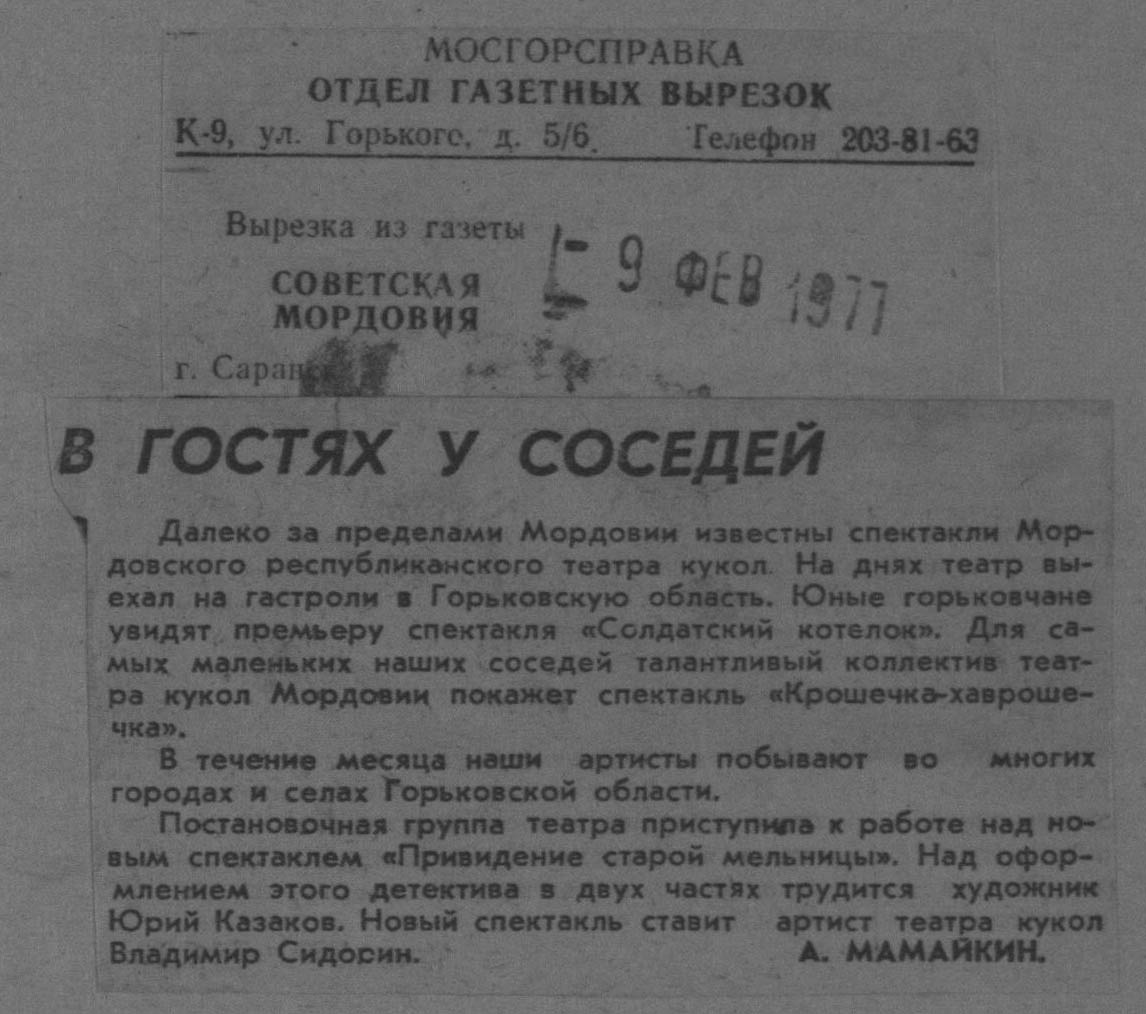 МОСГОРСПРАВКА
ОТДЕЛ ГАЗЕТНЫХ ВЫРЕЗОК
К-9, ул. Горького, д. 5/6. Телефон 203-81-63
Вырезка из газеты
- 9 ФЕВ 1977
СОВЕТСКАЯ
МОРДОВИЯ
г. Саран
В ГОСТЯХ У СОСЕДЕЙ
Далеко за пределами Мордовии известны спектакли Мор-
довского республиканского театра кукол. На днях театр вы-
ехал на гастроли в Горьковскую область. Юные горьковчане
увидят премьеру спектакля «Солдатский котелок». Для са-
мых маленьких наших соседей талантливый коллектив теат-
ра кукол Мордовии покажет спектакль «Крошечка-хавроше-
чка».
В течение месяца наши артисты побывают во многих
городах и селах Горьковской области.
Постановочная группа театра приступила к работе над но-
вым спектаклем «Привидение старой мельницы». Над офор-
млением этого детектива в двух частях трудится художник
Юрий Казаков. Новый спектакль ставит артист театра кукол
Владимир Сидорин. А. МАМАЙКИН.